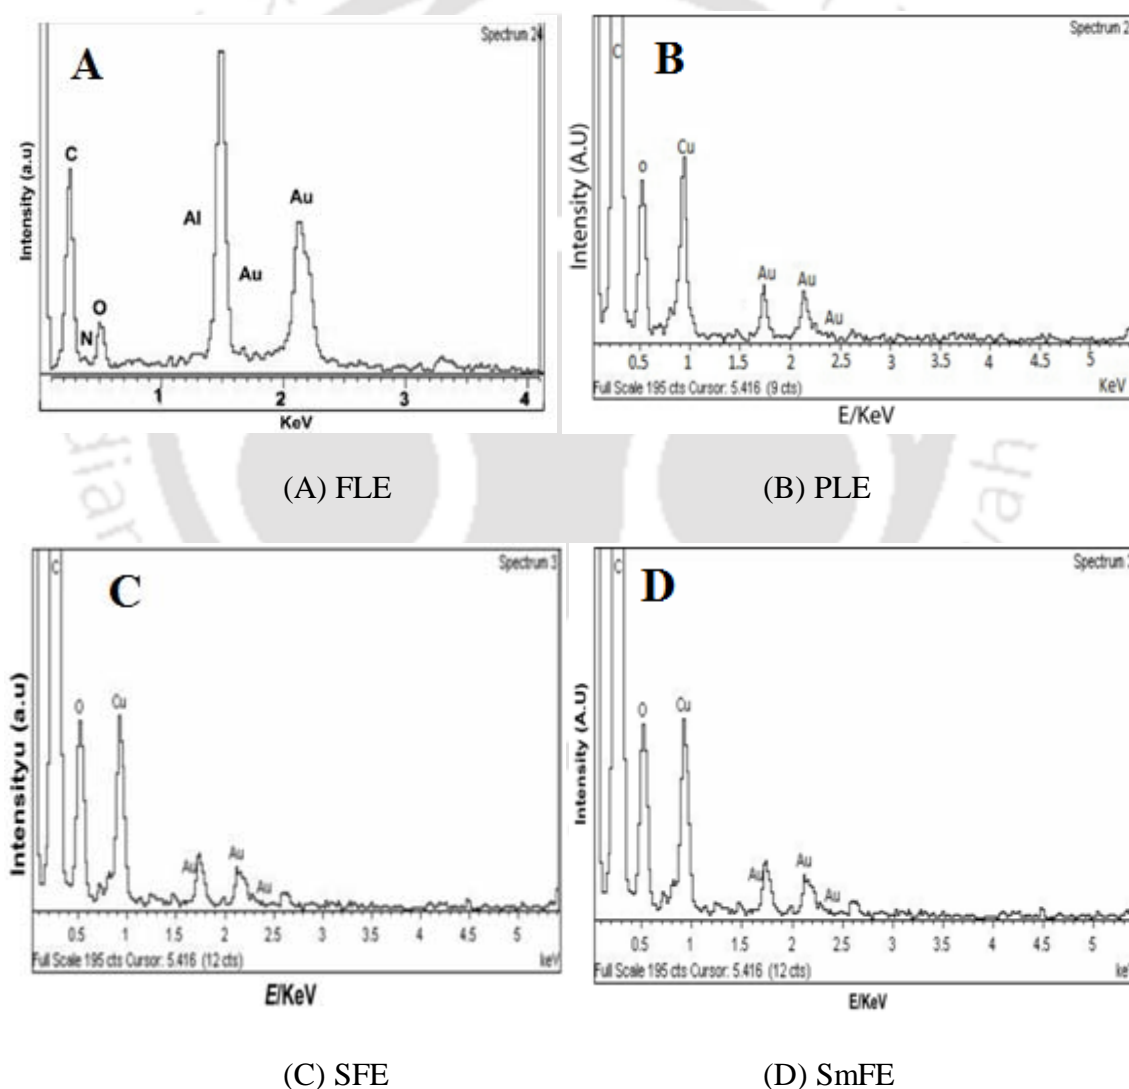 A
Spectrum 24
Intensity (a.u)
C
N
O
Al
Au
Au
1
2
3
4
KeV
B
Spectrum 2
Intensity (A.U)
C
O
Cu
Au
Au
Au
0.5 1 1.5 2 2.5 3 3.5 4 4.5 5
Full Scale 195 cts Cursor: 5.416 (9 cts)
KeV
E/KeV
(A) FLE
(B) PLE
C
Spectrum 3
Intensityu (a.u)
C
O
Cu
Au
Au
Au
0.5 1 1.5 2 2.5 3 3.5 4 4.5 5
Full Scale 195 cts Cursor: 5.416 (12 cts)
keV
E/KeV
D
Spectrum
Intensity (A.U)
C
O
Cu
Au
Au
Au
0.5 1 1.5 2 2.5 3 3.5 4 4.5 5
Full Scale 195 cts Cursor: 5.416 (12 cts)
E/KeV
(C) SFE
(D) SmFE